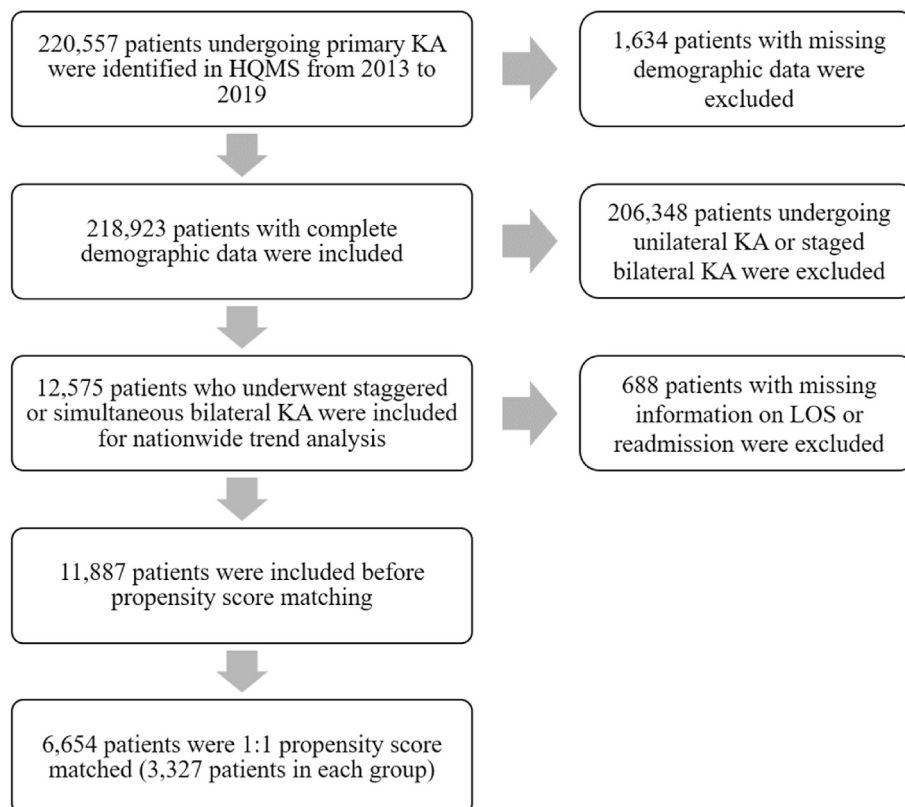 220,557 patients undergoing primary KA
were identified in HQMS from 2013 to
2019
1,634 patients with missing
demographic data were
excluded
218,923 patients with complete
demographic data were included
206,348 patients undergoing
unilateral KA or staged
bilateral KA were excluded
12,575 patients who underwent staggered
or simultaneous bilateral KA were included
for nationwide trend analysis
688 patients with missing
information on LOS or
readmission were excluded
11,887 patients were included before
propensity score matching
6,654 patients were 1:1 propensity score
matched (3,327 patients in each group)